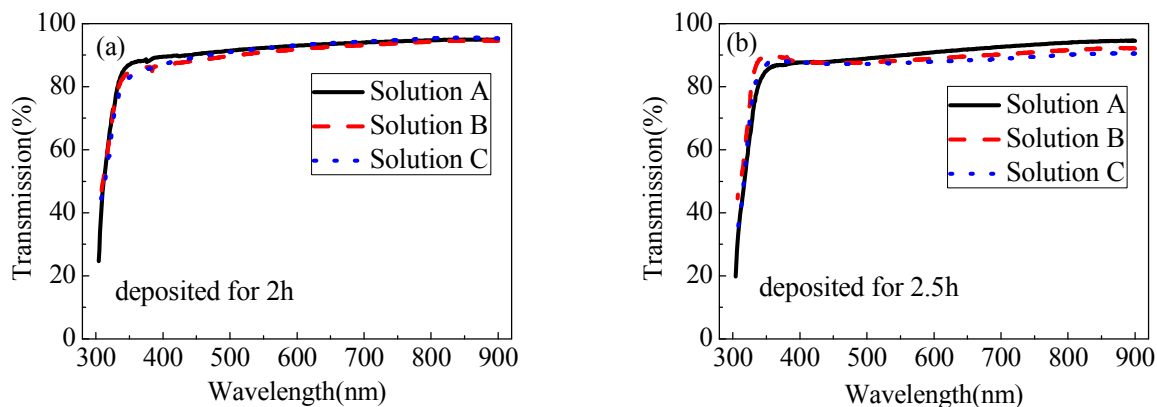 (a)
Solution A
Solution B
Solution C
deposited for 2h
Transmission(%)
100
80
60
40
20
0
300 400 500 600 700 800 900
Wavelength(nm)
(b)
Solution A
Solution B
Solution C
deposited for 2.5h
Transmission(%)
100
80
60
40
20
0
300 400 500 600 700 800 900
Wavelength(nm)